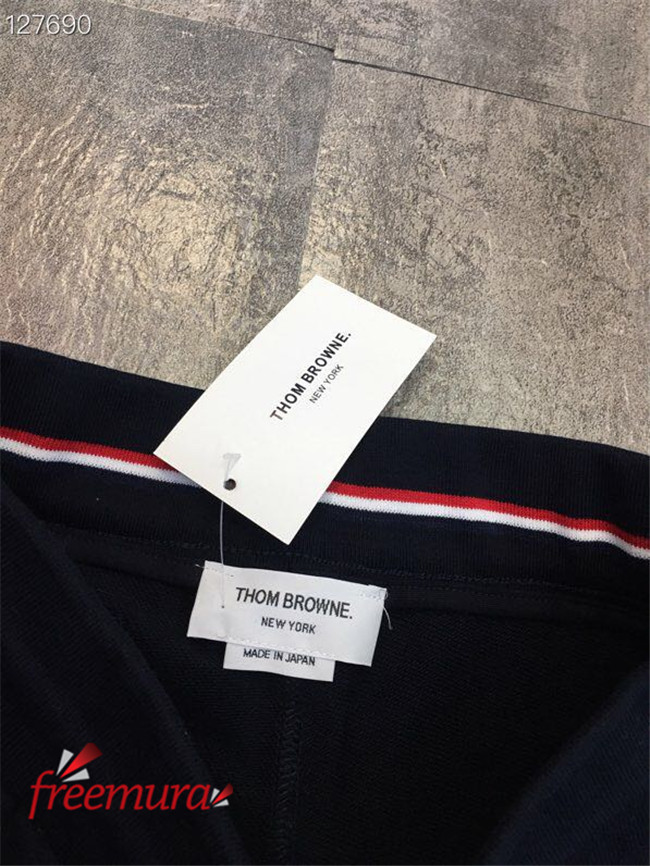 127690
THOM BROWNE.
NEW YORK
THOM BROWNE.
NEW YORK
MADE IN JAPAN
freemura